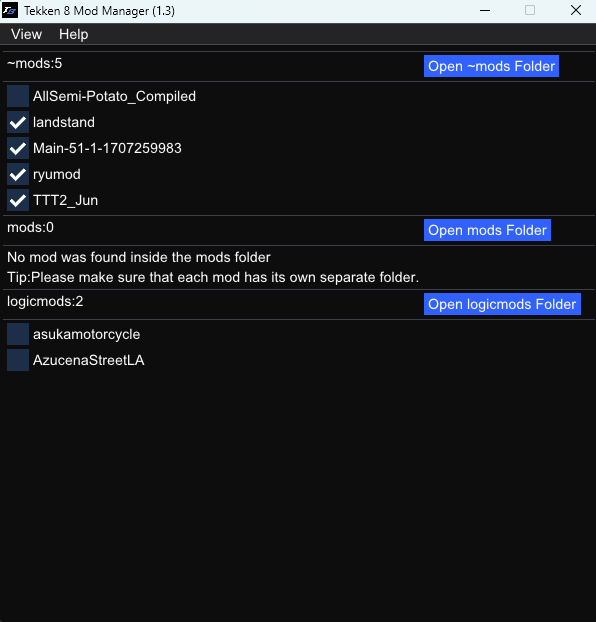 Tekken 8 Mod Manager (1.3)
View Help
~mods:5 Open ~mods Folder
AllSemi-Potato_Compiled
landstand
Main-51-1-1707259983
ryumod
TTT2_Jun
mods:0 Open mods Folder
No mod was found inside the mods folder
Tip:Please make sure that each mod has its own separate folder.
logicmods:2 Open logicmods Folder
asukamotorcycle
AzucenaStreetLA